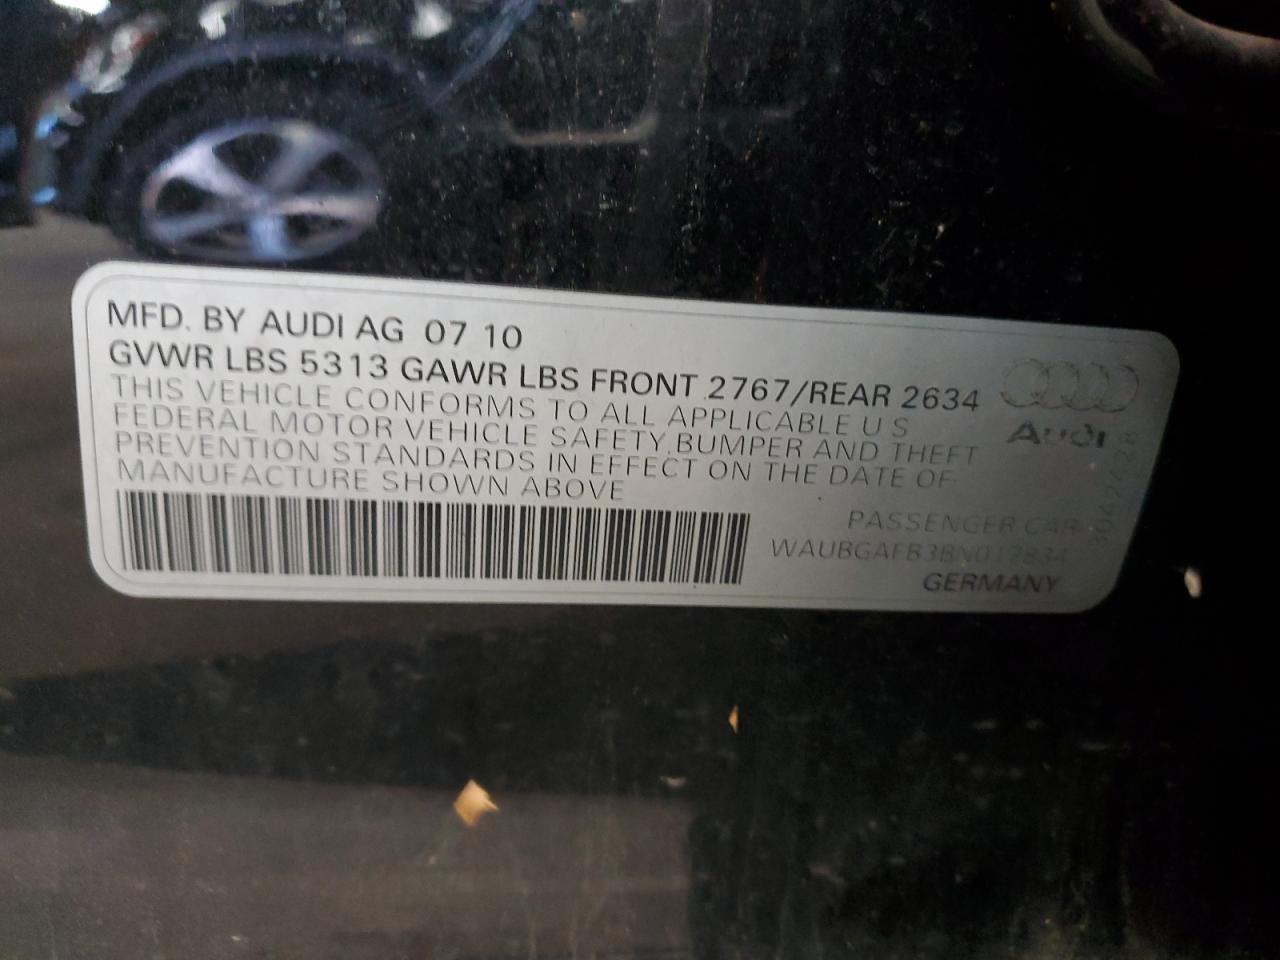 MFD. BY AUDI AG 07 10
GVWR LBS 5313 GAWR LBS FRONT 2767/REAR 2634
THIS VEHICLE CONFORMS TO ALL APPLICABLE U S
FEDERAL MOTOR VEHICLE SAFETY, BUMPER AND THEFT
PREVENTION STANDARDS IN EFFECT ON THE DATE OF
MANUFACTURE SHOWN ABOVE
Audi
PASSENGER CAR
WAUBGAFB3BN017834
GERMANY